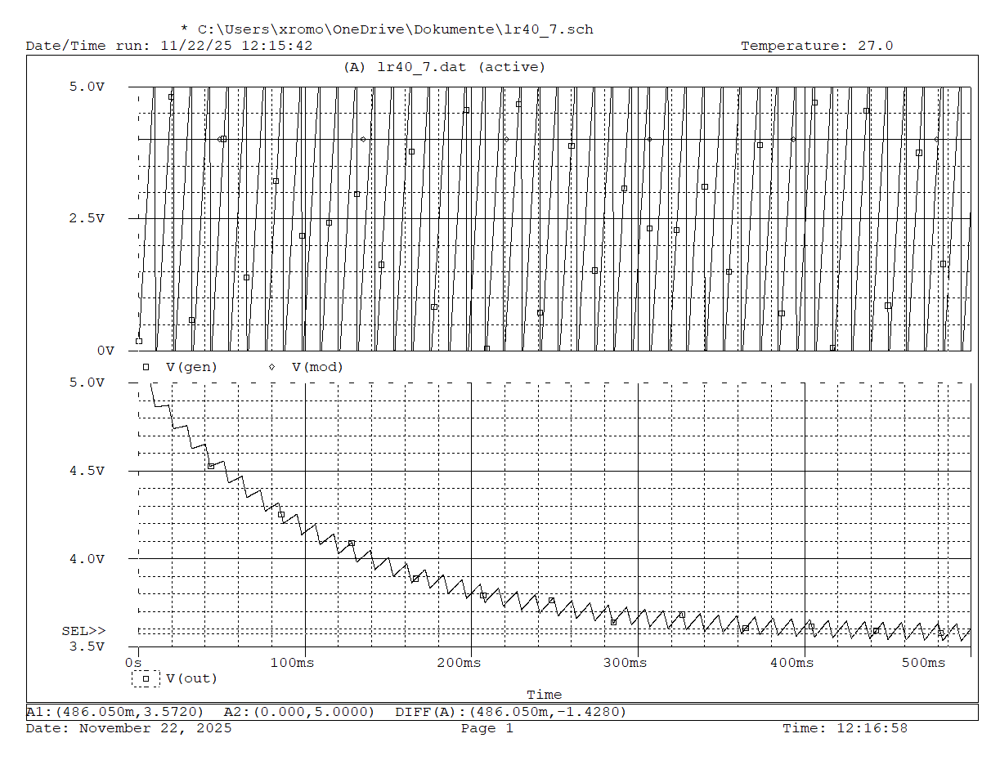 * C:\Users\xromo\OneDrive\Dokumente\lr40_7.sch
Date/Time run: 11/22/25 12:15:42 Temperature: 27.0
(A) lr40_7.dat (active)
5.0V
2.5V
0V
V(gen) V(mod)
5.0V
4.5V
4.0V
SEL>>
3.5V
0s 100ms 200ms 300ms 400ms 500ms
V(out)
Time
A1:(486.050m,3.5720) A2:(0.000,5.0000) DIFF(A):(486.050m,-1.4280)
Date: November 22, 2025 Page 1 Time: 12:16:58